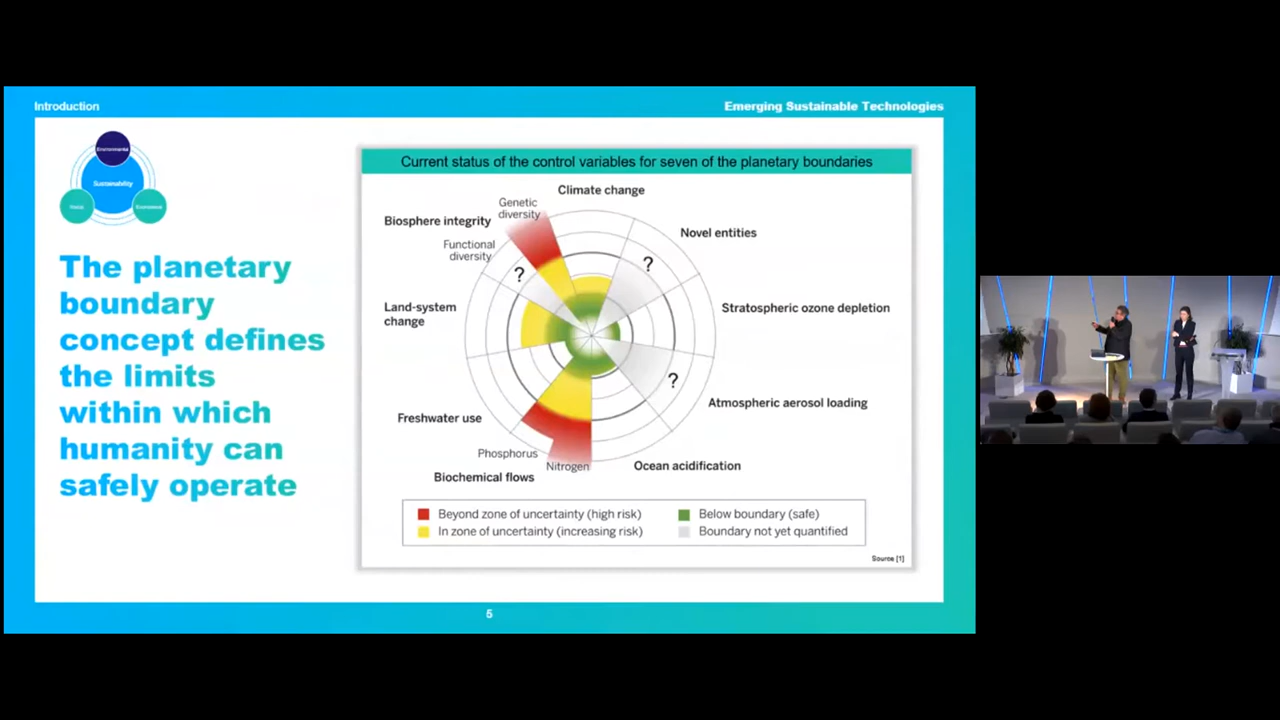 Introduction
Emerging Sustainable Technologies
Environmental
Sustainability
The planetary
boundary
concept defines
the limits
within which
humanity can
safely operate
Current status of the control variables for seven of the planetary boundaries
Climate change
Genetic
diversity
Biosphere integrity
Novel entities
Functional
diversity
?
?
Land-system
change
Stratospheric ozone depletion
?
Atmospheric aerosol loading
Freshwater use
Phosphorus
Nitrogen
Ocean acidification
Biochemical flows
Beyond zone of uncertainty (high risk)
Below boundary (safe)
In zone of uncertainty (increasing risk)
Boundary not yet quantified
Source [1]
5